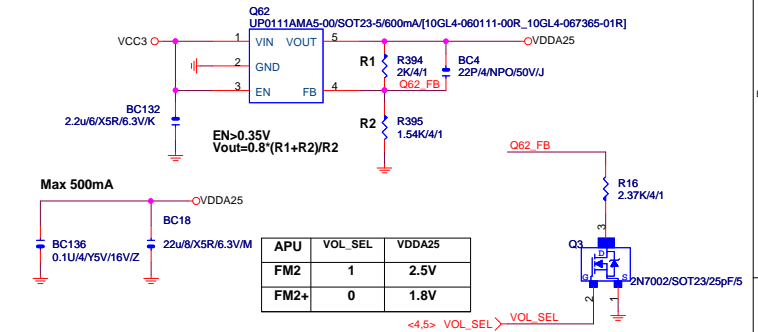 Q62
UP0111AMA5-00/SOT23-5/600mA/[10GL4-060111-00R_10GL4-067365-01R]
VCC3
1 VIN VOUT 5
VDDA25
2 GND
3 EN FB 4
R1
R394
2K/4/1
BC4
22P/4/NPO/50V/J
Q62_FB
BC132
2.2u/6/X5R/6.3V/K
R2
R395
1.54K/4/1
EN>0.35V
Vout=0.8*(R1+R2)/R2
Q62_FB
R16
2.37K/4/1
Max 500mA
VDDA25
BC18
22u/8/X5R/6.3V/M
BC136
0.1U/4/Y5V/16V/Z
APU VOL_SEL VDDA25
FM2 1 2.5V
FM2+ 0 1.8V
3
Q3
D
G S
2N7002/SOT23/25pF/5
2 1
<4,5> VOL_SEL VOL_SEL